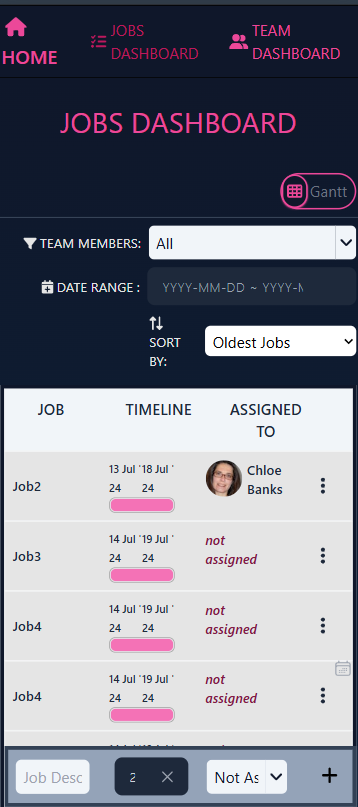 HOME
JOBS
DASHBOARD
TEAM
DASHBOARD
JOBS DASHBOARD
Gantt
TEAM MEMBERS:
All
DATE RANGE :
YYYY-MM-DD ~ YYYY-M
SORT
BY:
Oldest Jobs
JOB
TIMELINE
ASSIGNED
TO
Job2
13 Jul '
24
18 Jul '
24
Chloe
Banks
Job3
14 Jul '
24
19 Jul '
24
not
assigned
Job4
14 Jul '
24
19 Jul '
24
not
assigned
Job4
14 Jul '
24
19 Jul '
24
not
assigned
Job Desc
2
Not As